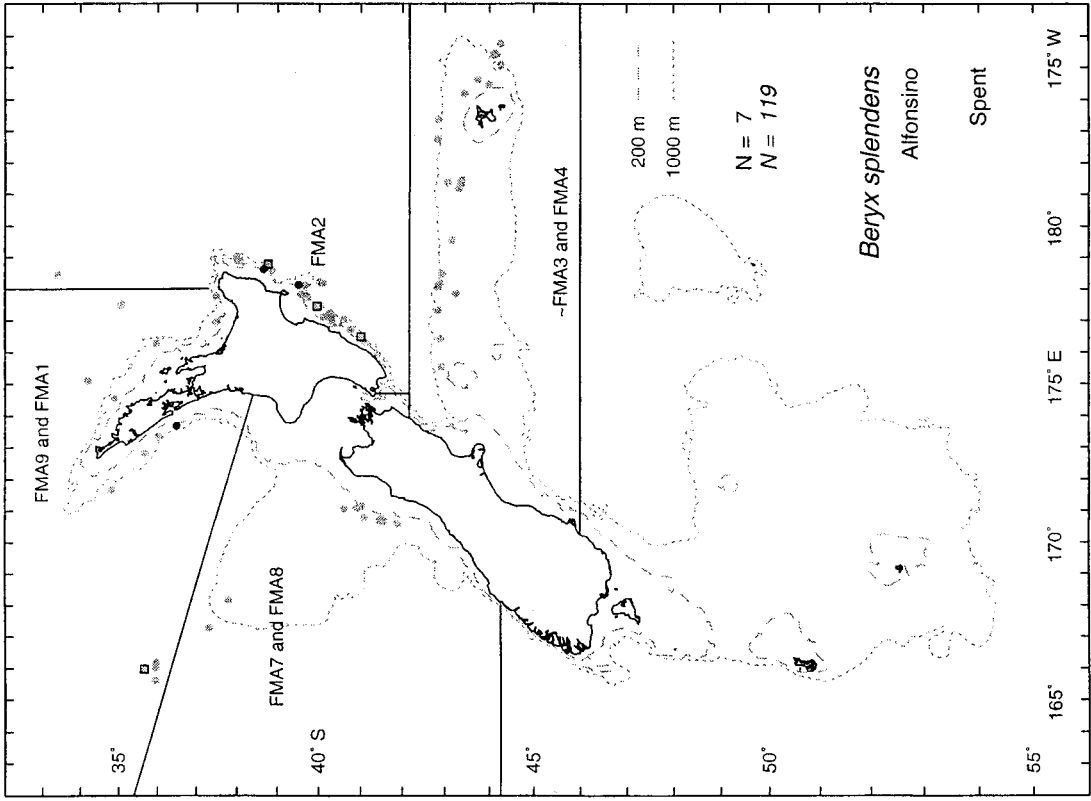 FMA9 and FMA1
FMA2
FMA7 and FMA8
~FMA3 and FMA4
200 m
1000 m
N = 7
N = 119
Beryx splendens
Alfonsino
Spent
35°
40° S
45°
50°
55°
165°
170°
175° E
180°
175° W